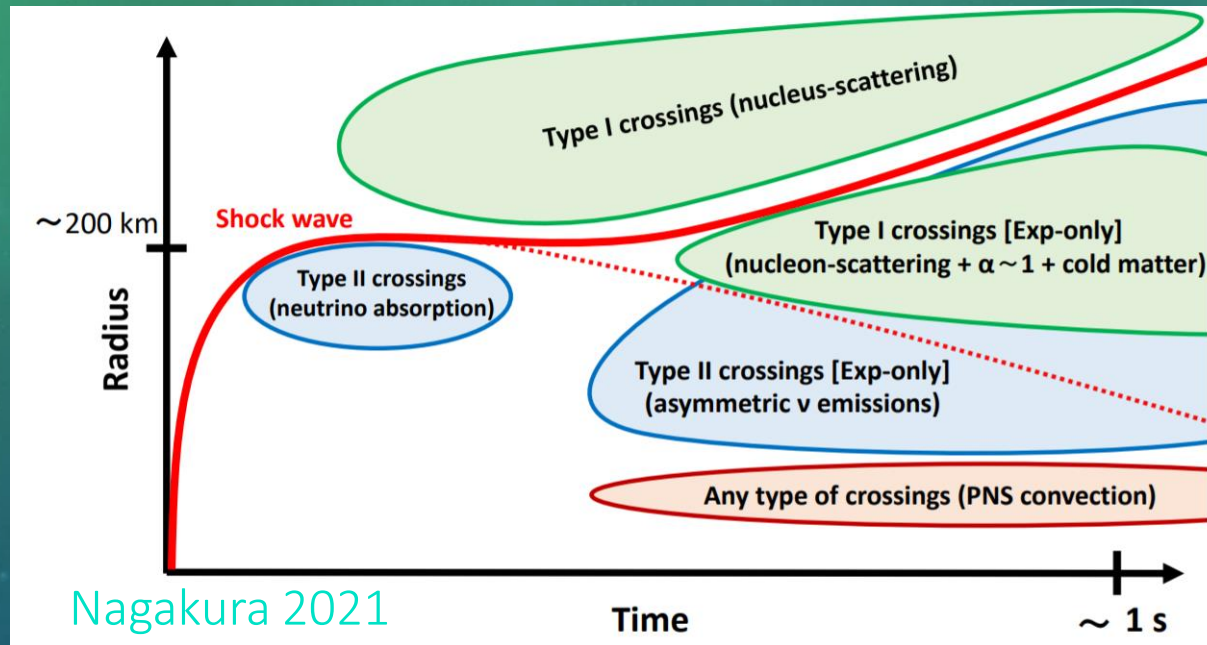 Type I crossings (nucleus-scattering)
~200 km
Shock wave
Type II crossings
(neutrino absorption)
Type I crossings [Exp-only]
(nucleon-scattering + α~1 + cold matter)
Radius
Type II crossings [Exp-only]
(asymmetric ν emissions)
Any type of crossings (PNS convection)
Nagakura 2021
Time
~ 1 s